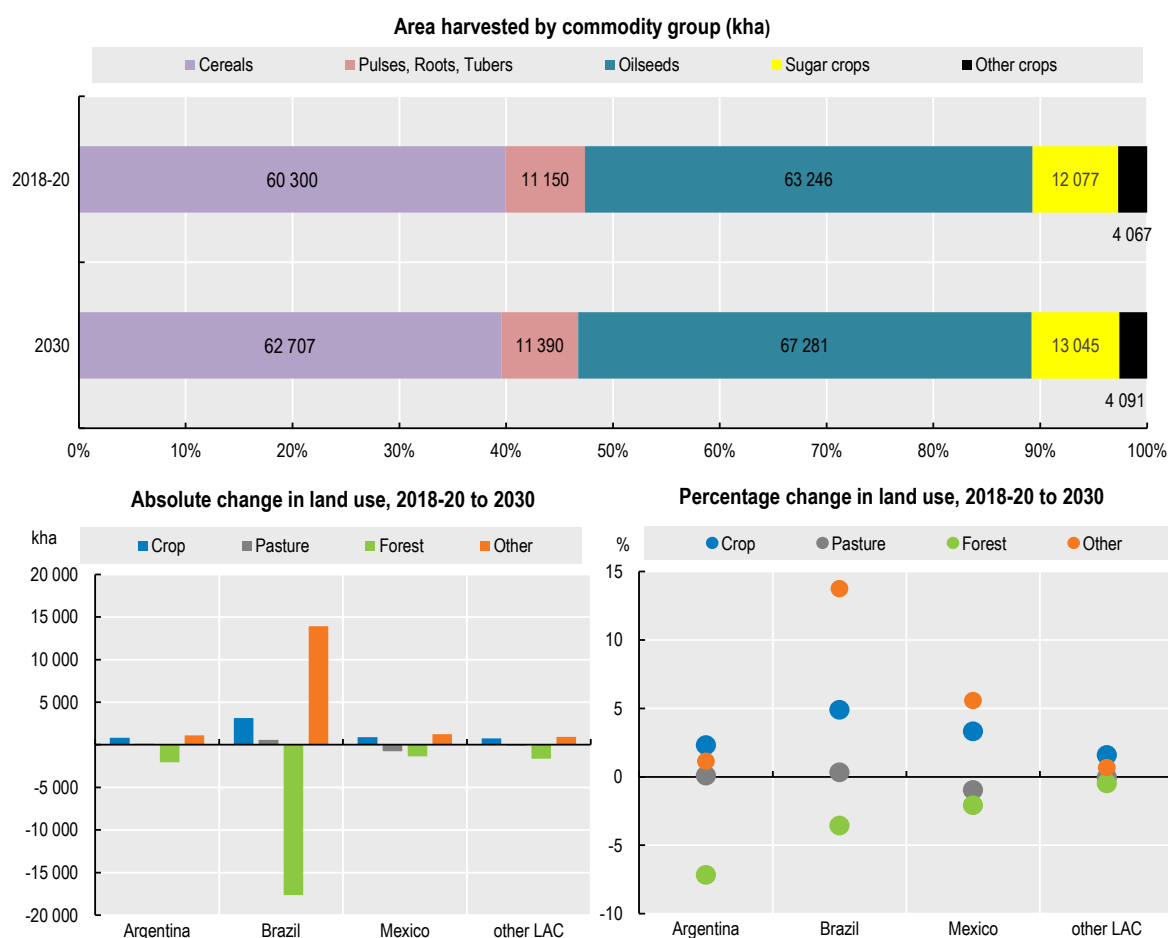 Area harvested by commodity group (kha)
Cereals Pulses, Roots, Tubers Oilseeds Sugar crops Other crops
2018-20 60 300 11 150 63 246 12 077
4 067
2030 62 707 11 390 67 281 13 045
4 091
0% 10% 20% 30% 40% 50% 60% 70% 80% 90% 100%
Absolute change in land use, 2018-20 to 2030
kha Crop Pasture Forest Other
20 000
15 000
10 000
5 000
0
-5 000
-10 000
-15 000
-20 000
Argentina Brazil Mexico other LAC
Percentage change in land use, 2018-20 to 2030
% Crop Pasture Forest Other
15
10
5
0
-5
-10
Argentina Brazil Mexico other LAC